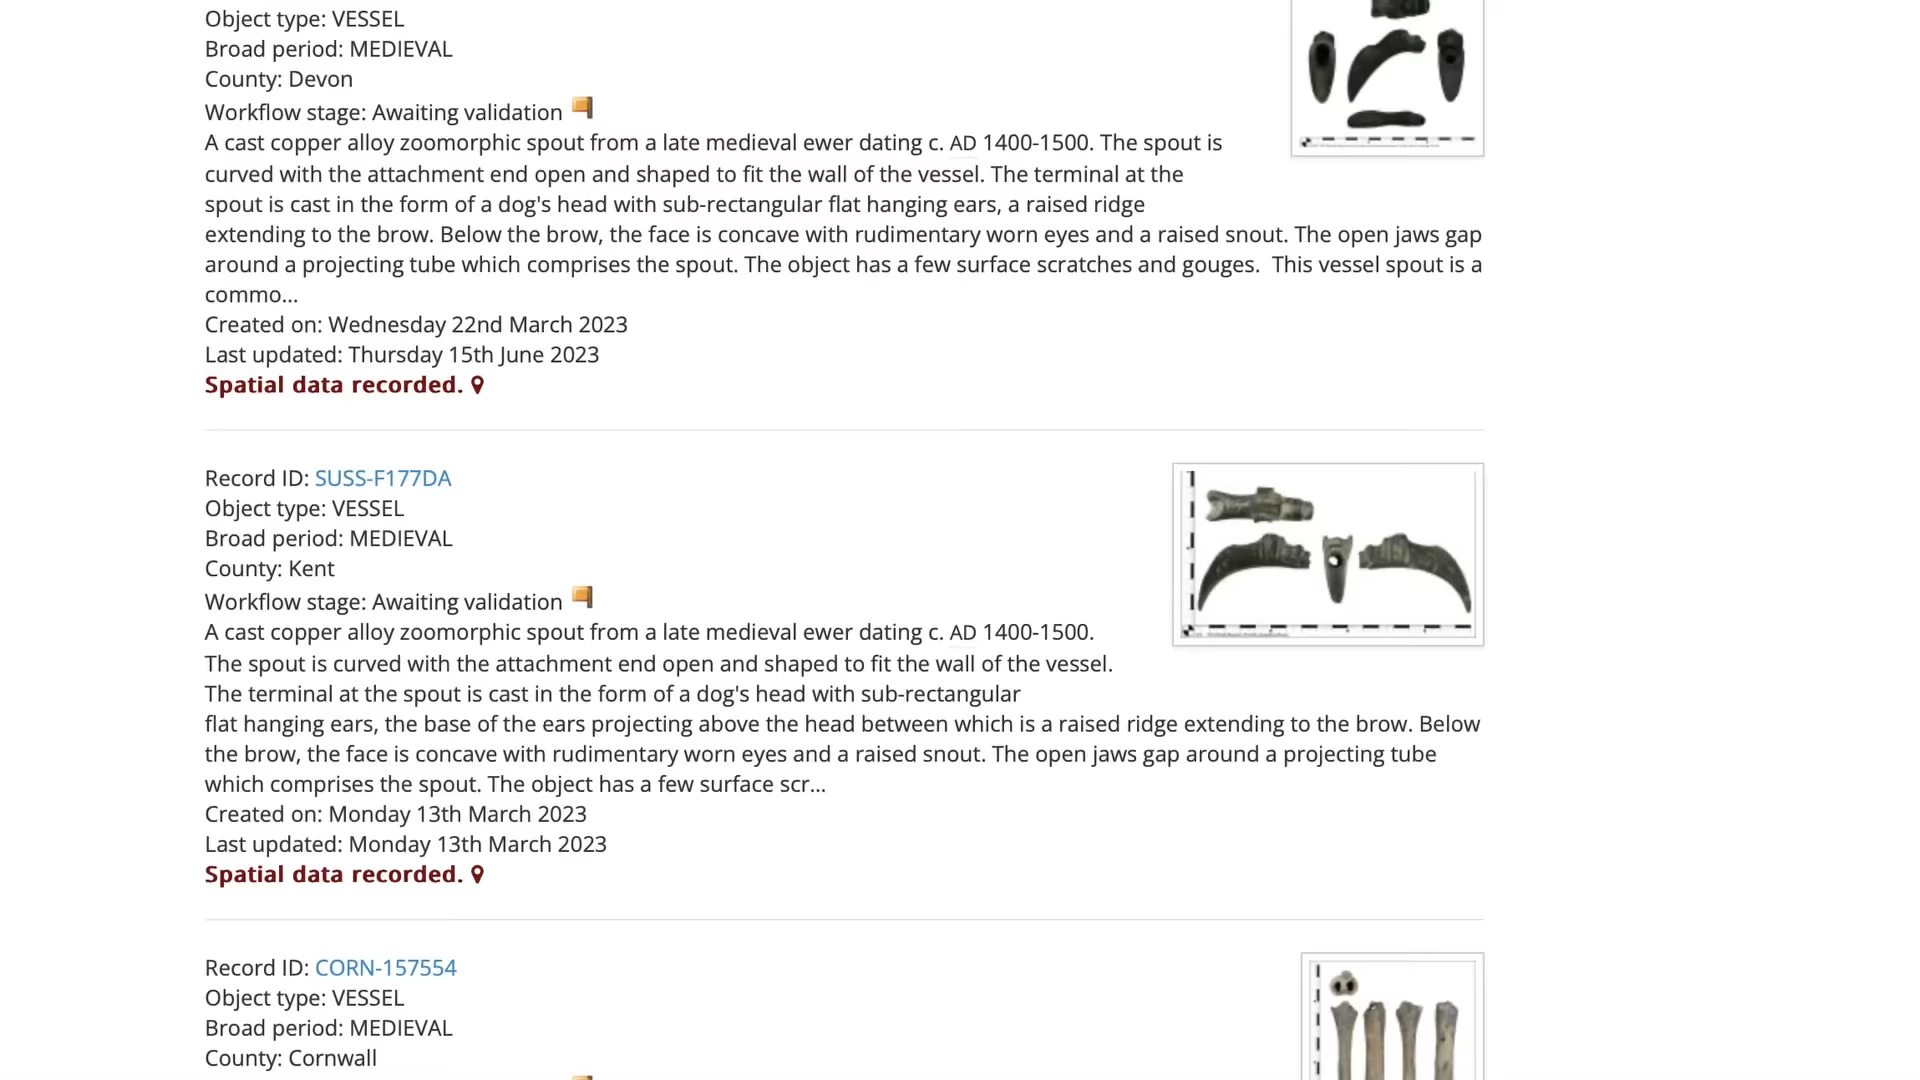 Object type: VESSEL
Broad period: MEDIEVAL
County: Devon
Workflow stage: Awaiting validation
A cast copper alloy zoomorphic spout from a late medieval ewer dating c. AD 1400-1500. The spout is
curved with the attachment end open and shaped to fit the wall of the vessel. The terminal at the
spout is cast in the form of a dog's head with sub-rectangular flat hanging ears, a raised ridge
extending to the brow. Below the brow, the face is concave with rudimentary worn eyes and a raised snout. The open jaws gap
around a projecting tube which comprises the spout. The object has a few surface scratches and gouges.  This vessel spout is a
commo...
Created on: Wednesday 22nd March 2023
Last updated: Thursday 15th June 2023
Spatial data recorded.
Record ID: SUSS-F177DA
Object type: VESSEL
Broad period: MEDIEVAL
County: Kent
Workflow stage: Awaiting validation
A cast copper alloy zoomorphic spout from a late medieval ewer dating c. AD 1400-1500.
The spout is curved with the attachment end open and shaped to fit the wall of the vessel.
The terminal at the spout is cast in the form of a dog's head with sub-rectangular
flat hanging ears, the base of the ears projecting above the head between which is a raised ridge extending to the brow. Below
the brow, the face is concave with rudimentary worn eyes and a raised snout. The open jaws gap around a projecting tube
which comprises the spout. The object has a few surface scr...
Created on: Monday 13th March 2023
Last updated: Monday 13th March 2023
Spatial data recorded.
Record ID: CORN-157554
Object type: VESSEL
Broad period: MEDIEVAL
County: Cornwall